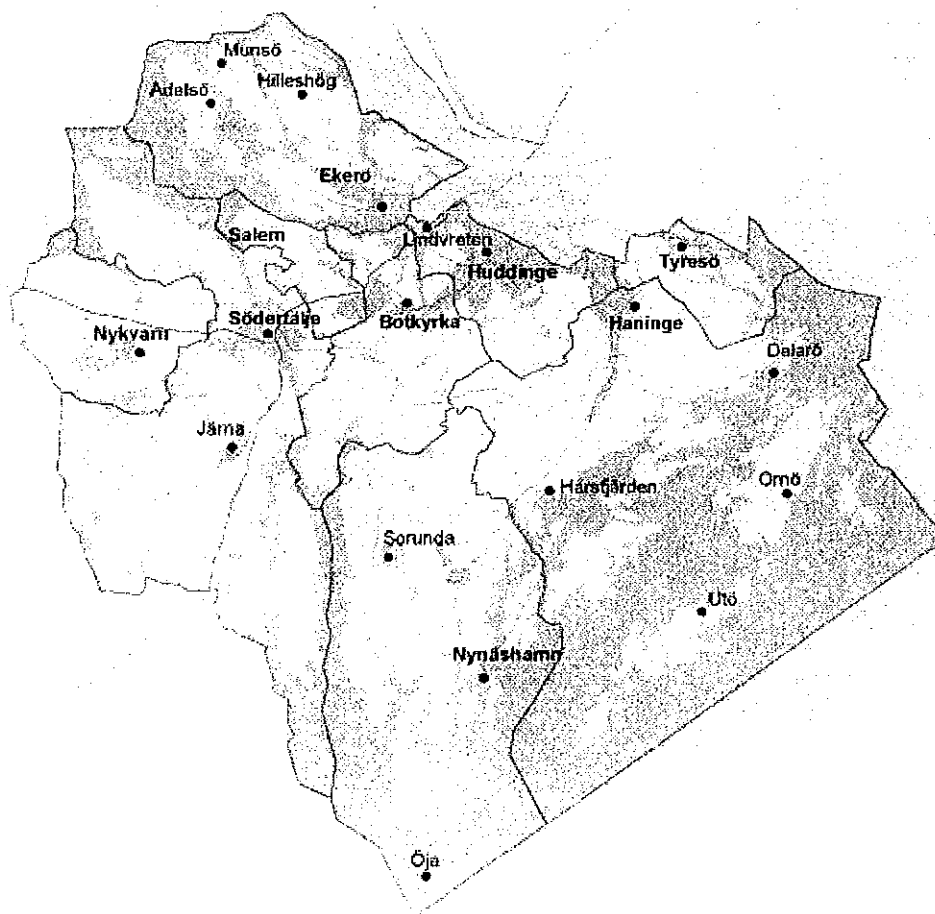 Munsö
Hilleshög
Adelsö
Ekerö
Lindvreten
Salem
Huddinge
Tyresö
Södertälje
Botkyrka
Haninge
Nykvarn
Dalarö
Järna
Hårsfjärden
Ornö
Sorunda
Utö
Nynäshamn
Öja